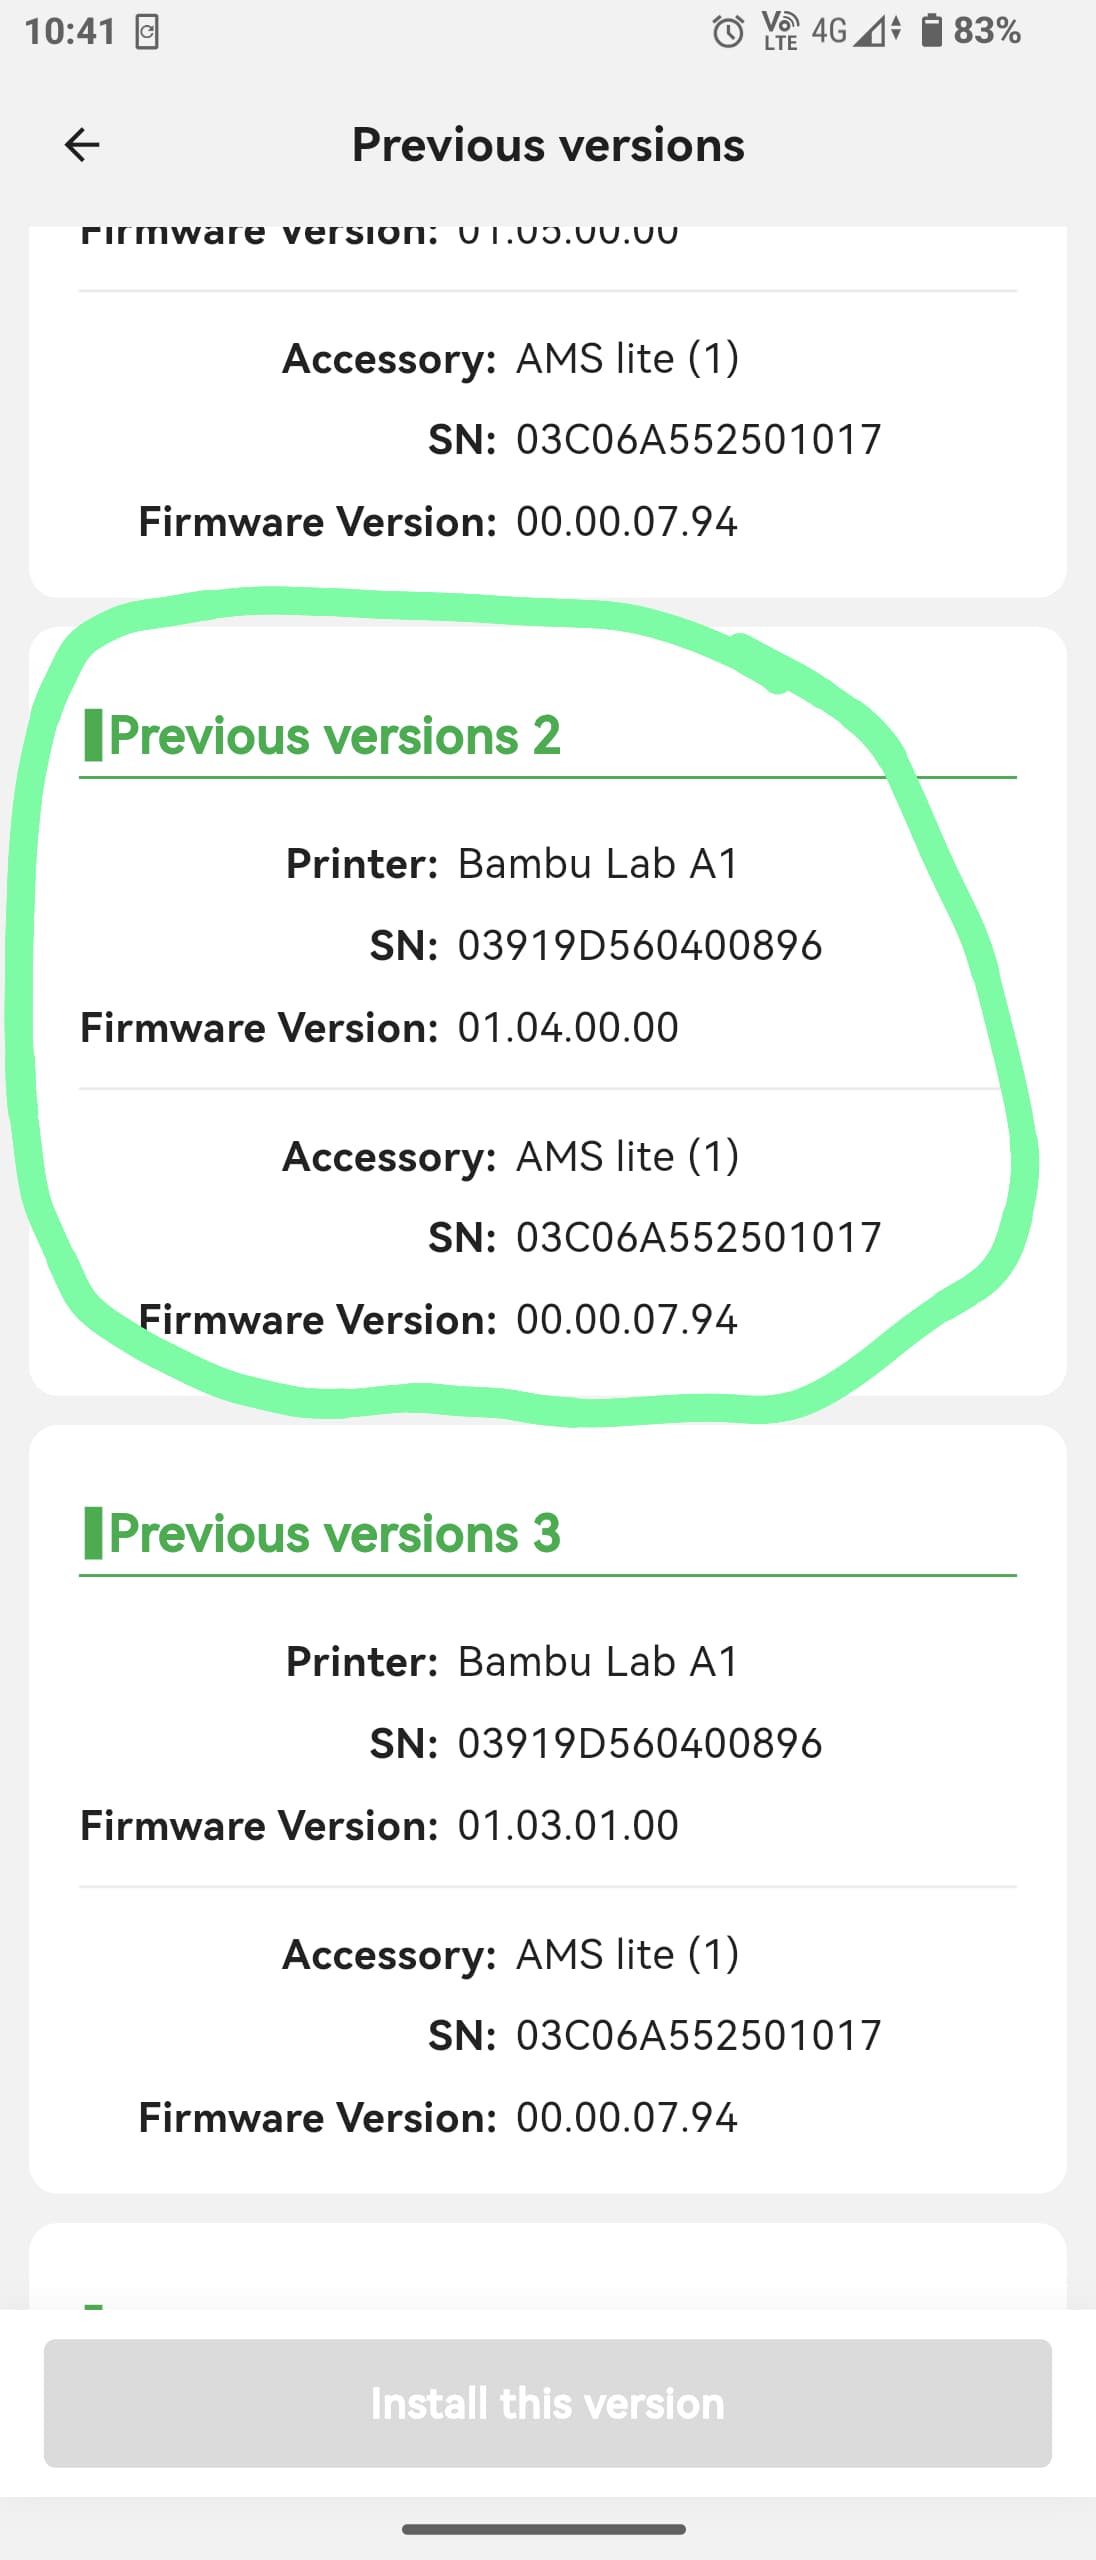 10:41
Vo LTE 4G 83%
Previous versions
Firmware Version: 01.05.00.00
Accessory: AMS lite (1)
SN: 03C06A552501017
Firmware Version: 00.00.07.94
Previous versions 2
Printer: Bambu Lab A1
SN: 03919D560400896
Firmware Version: 01.04.00.00
Accessory: AMS lite (1)
SN: 03C06A552501017
Firmware Version: 00.00.07.94
Previous versions 3
Printer: Bambu Lab A1
SN: 03919D560400896
Firmware Version: 01.03.01.00
Accessory: AMS lite (1)
SN: 03C06A552501017
Firmware Version: 00.00.07.94
Install this version